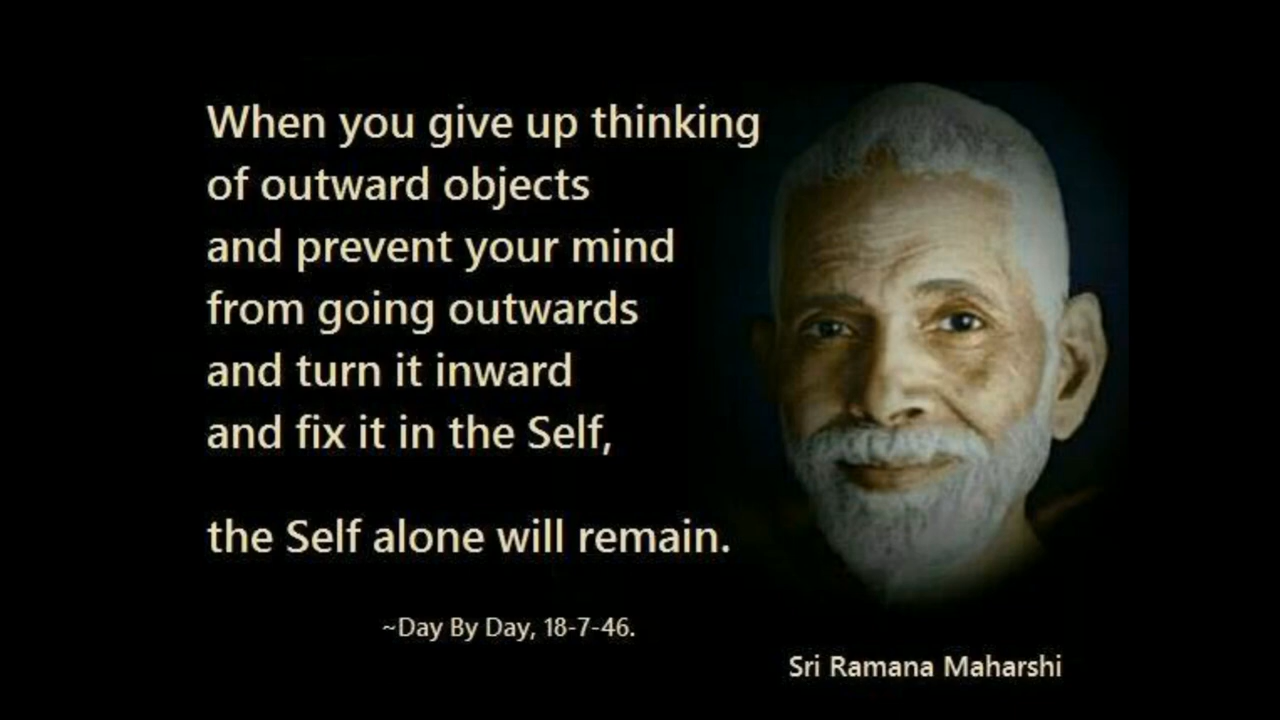 When you give up thinking
of outward objects
and prevent your mind
from going outwards
and turn it inward
and fix it in the Self,
the Self alone will remain.
~Day By Day, 18-7-46.
Sri Ramana Maharshi